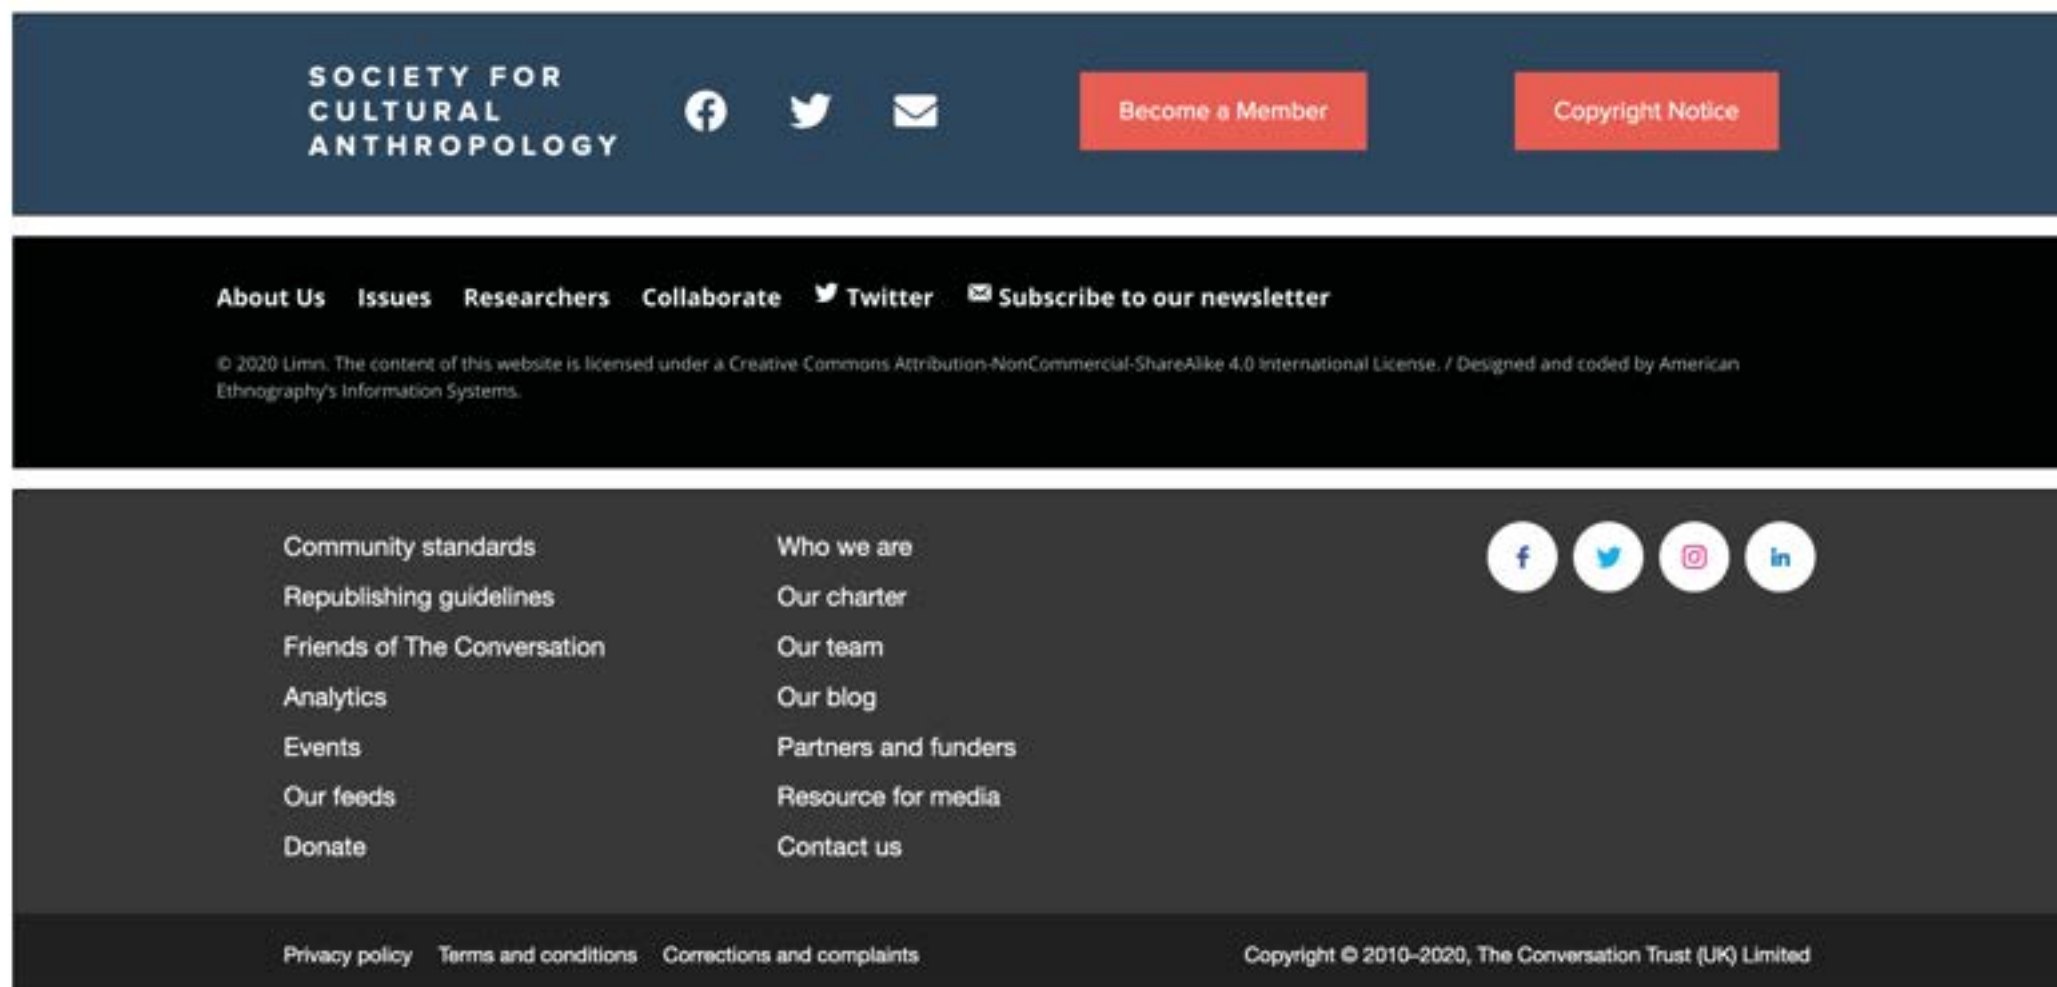 SOCIETY FOR
CULTURAL
ANTHROPOLOGY
Become a Member
Copyright Notice
About Us Issues Researchers Collaborate Twitter Subscribe to our newsletter
© 2020 Limn. The content of this website is licensed under a Creative Commons Attribution-NonCommercial-ShareAlike 4.0 International License. / Designed and coded by American
Ethnography's Information Systems.
Community standards
Republishing guidelines
Friends of The Conversation
Analytics
Events
Our feeds
Donate
Who we are
Our charter
Our team
Our blog
Partners and funders
Resource for media
Contact us
f
in
Privacy policy Terms and conditions Corrections and complaints
Copyright © 2010–2020, The Conversation Trust (UK) Limited